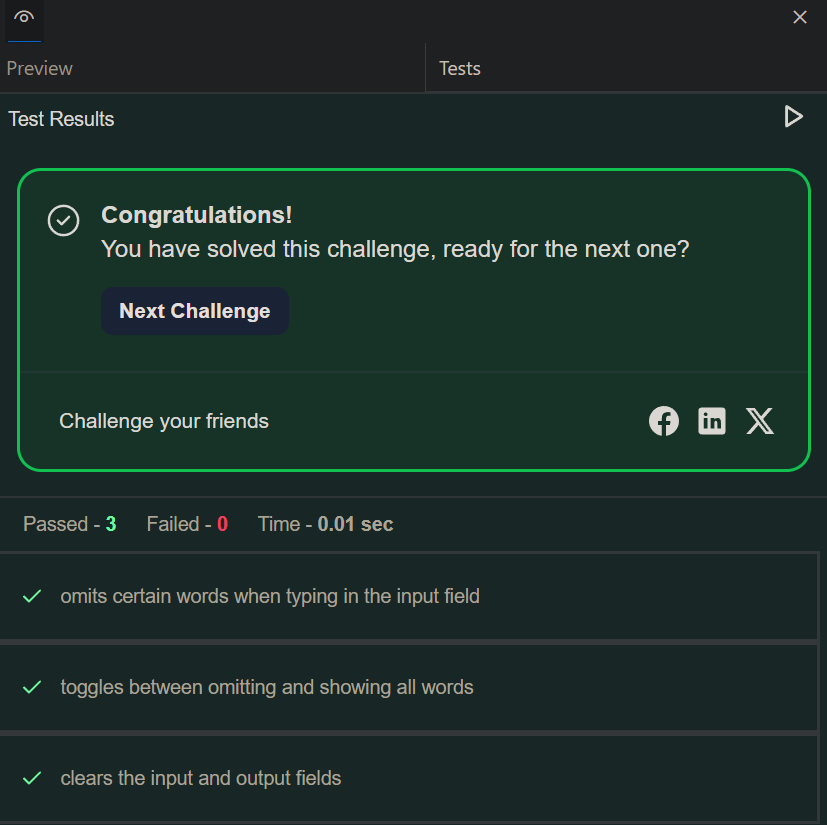 Preview
Tests
Test Results
Congratulations!
You have solved this challenge, ready for the next one?
Next Challenge
Challenge your friends
Passed - 3 Failed - 0 Time - 0.01 sec
omits certain words when typing in the input field
toggles between omitting and showing all words
clears the input and output fields